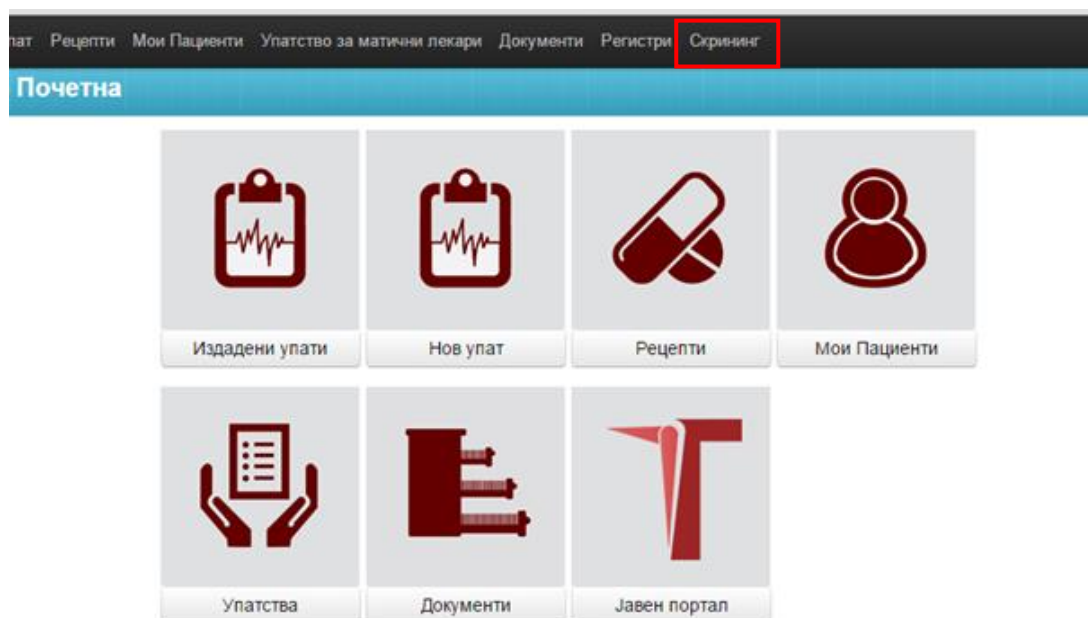 Рецепти Мои Пациенти Упатство за матични лекари Документи Регистри Скрининг
Почетна
Издадени упати Нов упат Рецепти Мои Пациенти
Упатства Документи Јавен портал